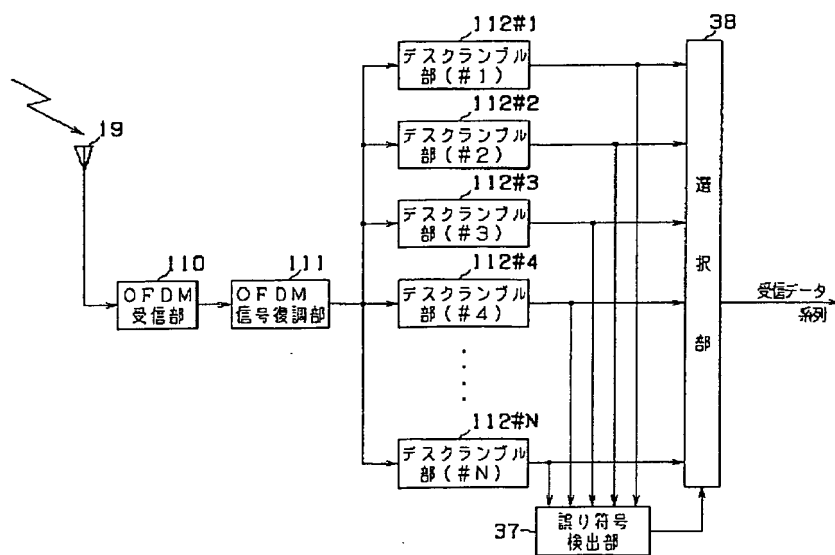 112#1
デスクランブル
部(#1)
38
112#2
デスクランブル
部(#2)
19
112#3
デスクランブル
部(#3)
選
択
部
110
OFDM
受信部
111
OFDM
信号復調部
112#4
デスクランブル
部(#4)
受信データ
系列
112#N
デスクランブル
部(#N)
37
誤り符号
検出部